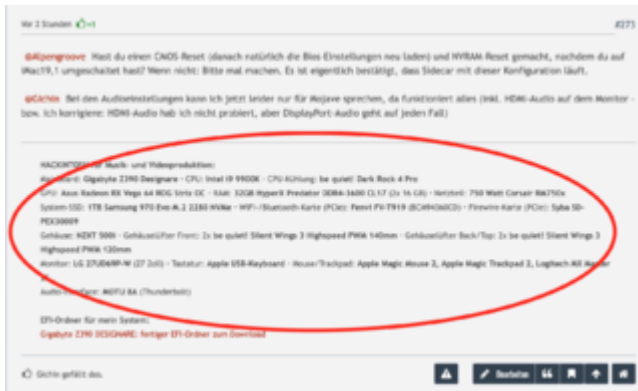 Vor 2 Stunden +1
#273
@Alpengroove Hast du einen CMOS-Reset (danach natürlich die Bios Einstellungen neu laden) und NVRAM-Reset gemacht, nachdem du auf
iMac19,1 umgeschaltet hast? Wenn nicht: Bitte mal machen. Es ist eigentlich bestätigt, dass Sidecar mit dieser Konfiguration läuft.
@Gichin Bei den Audioeinstellungen kann ich jetzt leider nur für Mojave sprechen, da funktioniert alles (inkl. HDMI-Audio auf dem Monitor -
bzw. ich korrigiere: HDMI-Audio hab ich nicht probiert, aber DisplayPort-Audio geht auf jeden Fall)
HACKINTOSH für Musik- und Videoproduktion:
Mainboard: Gigabyte Z390 Designare - CPU: Intel i9 9900K - CPU-Kühlung: be quiet! Dark Rock 4 Pro
GPU: Asus Radeon RX Vega 64 ROG Strix OC - RAM: 32GB HyperX Predator DDR4-3600 CL17 (2x 16 GB) - Netzteil: 750 Watt Corsair RM750x
System-SSD: 1TB Samsung 970 Evo M.2 2280 NVMe - WiFi-/Bluetooth-Karte (PCIe): Fenvi FV-T919 (BCM94360CD) - Firewire-Karte (PCIe): Syba SD-
PEX30009
Gehäuse: NZXT 500i - Gehäuselüfter Front: 2x be quiet! Silent Wings 3 Highspeed PWM 140mm - Gehäuselüfter Back/Top: 2x be quiet! Silent Wings 3
Highspeed PWM 120mm
Monitor: LG 27UD69P-W (27 Zoll) - Tastatur: Apple USB-Keyboard - Mouse/Trackpad: Apple Magic Mouse 2, Apple Magic Trackpad 2, Logitech MX Master
Audio-Interface: MOTU 8A (Thunderbolt)
EFI-Ordner für mein System:
Gigabyte Z390 DESIGNARE: fertiger EFI-Ordner zum Download
Gichin gefällt das.
Bearbeiten